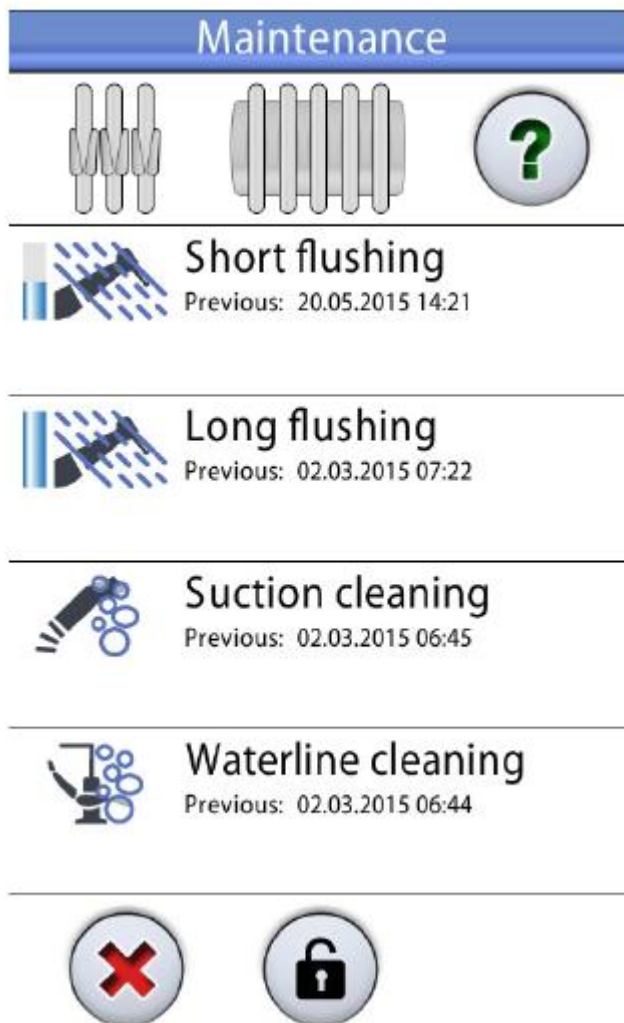 Maintenance
?
Short flushing
Previous: 20.05.2015 14:21
Long flushing
Previous: 02.03.2015 07:22
Suction cleaning
Previous: 02.03.2015 06:45
Waterline cleaning
Previous: 02.03.2015 06:44